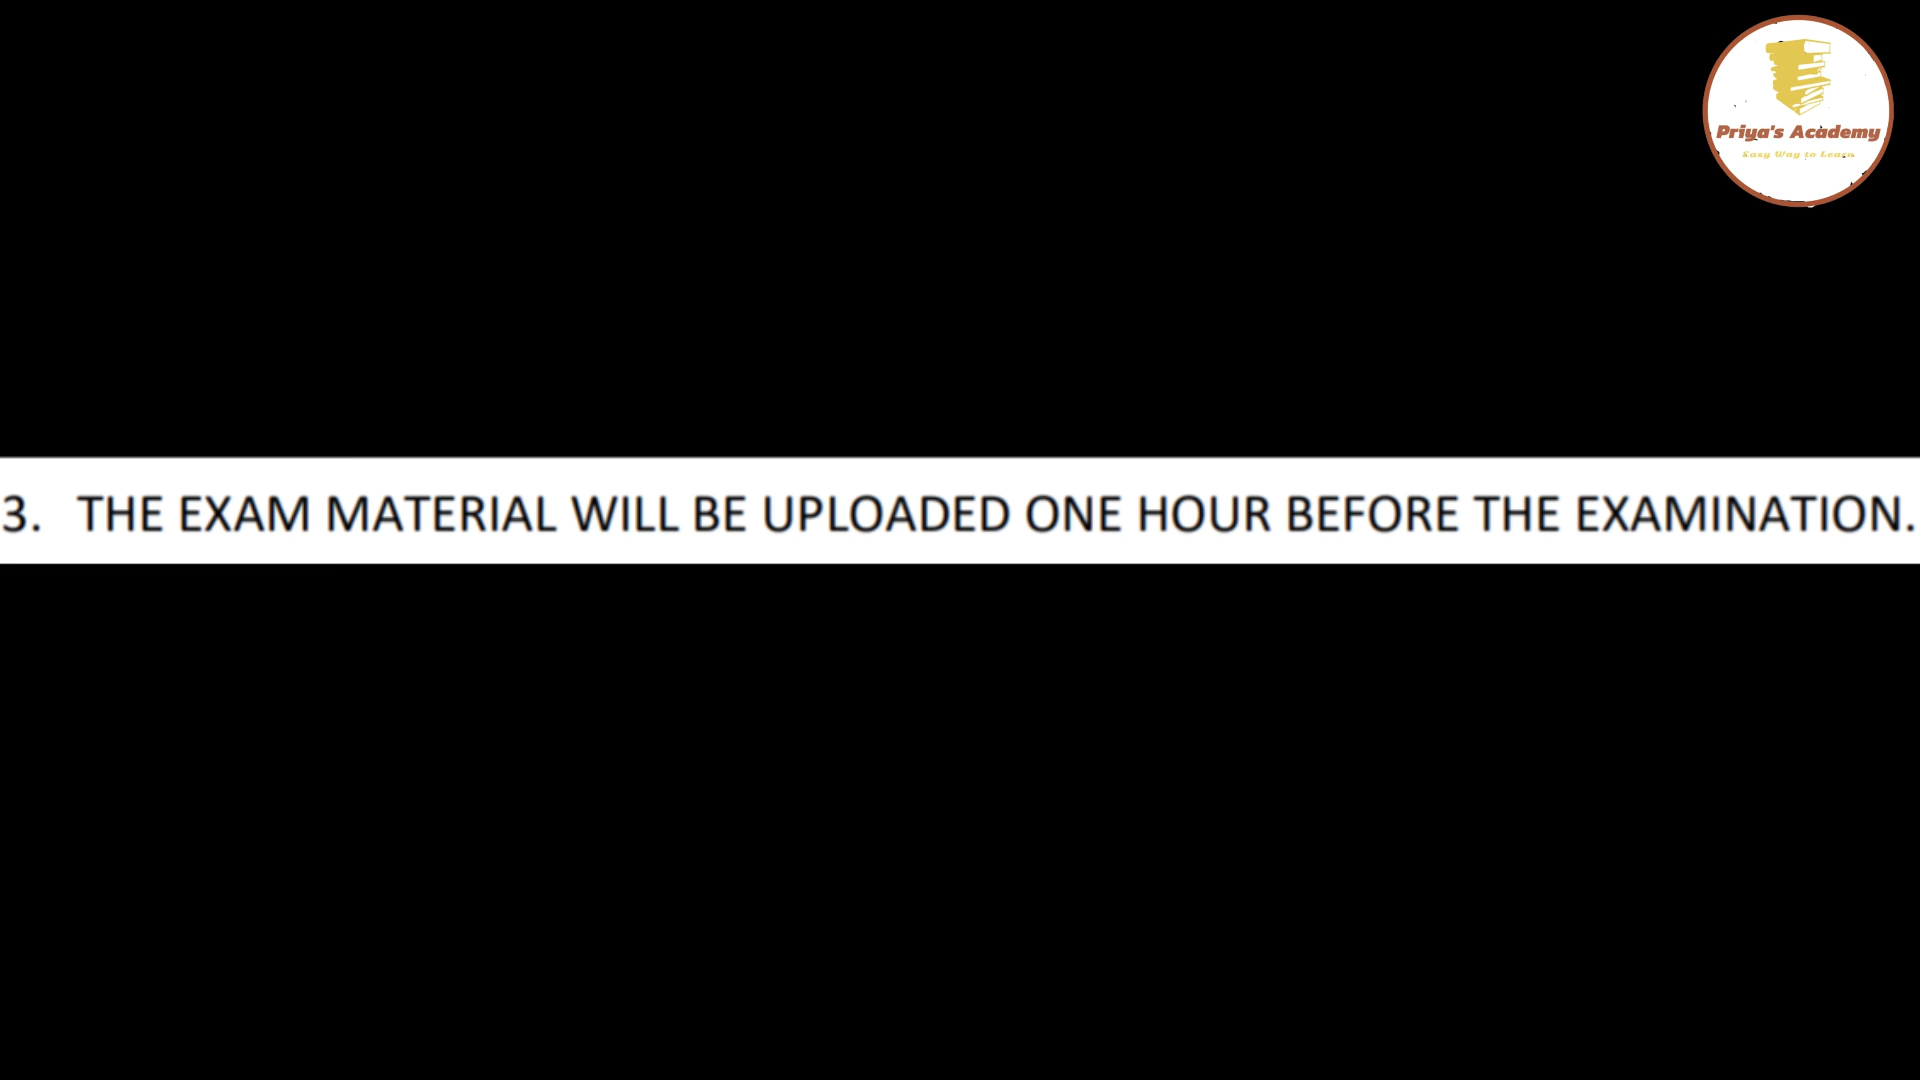 Priya's Academy
Easy Way to Learn
3. THE EXAM MATERIAL WILL BE UPLOADED ONE HOUR BEFORE THE EXAMINATION.